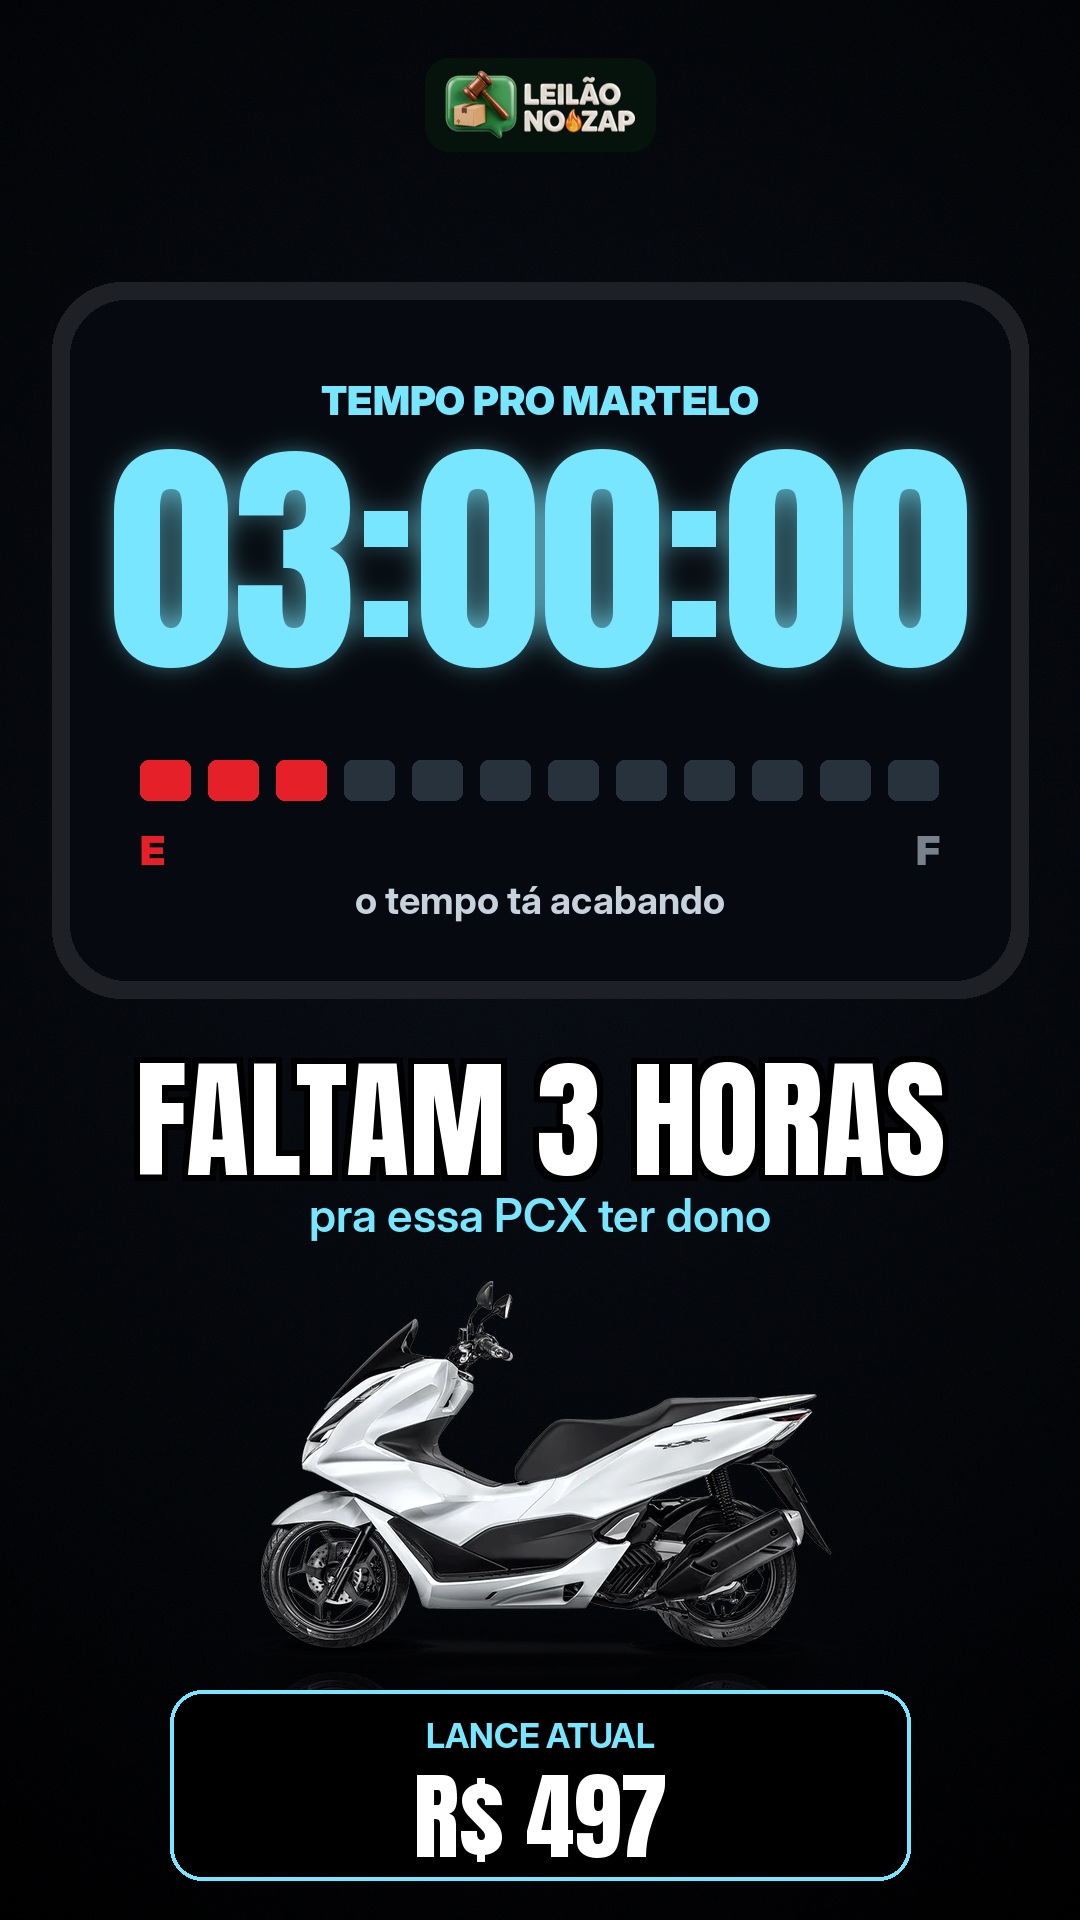 LEILÃO
NO ZAP
TEMPO PRO MARTELO
03:00:00
E F
o tempo tá acabando
FALTAM 3 HORAS
pra essa PCX ter dono
LANCE ATUAL
R$ 497